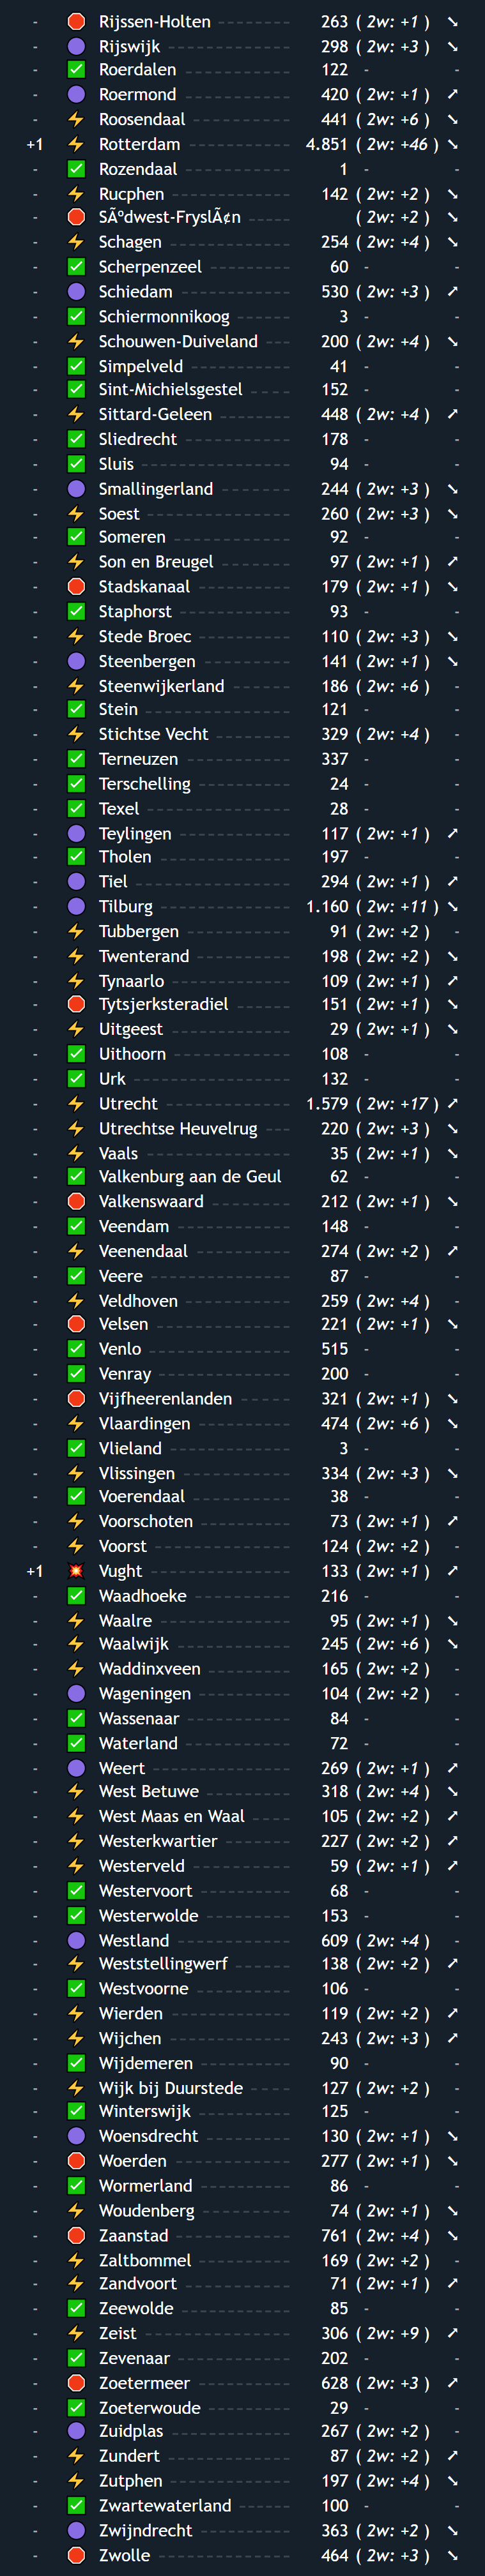 - Rijssen-Holten 263 ( 2w: +1 ) ➘
- Rijswijk 298 ( 2w: +3 ) ➘
- Roerdalen 122 - -
- Roermond 420 ( 2w: +1 ) ➚
- Roosendaal 441 ( 2w: +6 ) ➘
+1 Rotterdam 4.851 ( 2w: +46 ) ➘
- Rozendaal 1 - -
- Rucphen 142 ( 2w: +2 ) ➘
- SÃºdwest-FryslÃ¢n ( 2w: +2 ) ➘
- Schagen 254 ( 2w: +4 ) ➘
- Scherpenzeel 60 - -
- Schiedam 530 ( 2w: +3 ) ➚
- Schiermonnikoog 3 - -
- Schouwen-Duiveland 200 ( 2w: +4 ) ➘
- Simpelveld 41 - -
- Sint-Michielsgestel 152 - -
- Sittard-Geleen 448 ( 2w: +4 ) ➚
- Sliedrecht 178 - -
- Sluis 94 - -
- Smallingerland 244 ( 2w: +3 ) ➘
- Soest 260 ( 2w: +3 ) ➘
- Someren 92 - -
- Son en Breugel 97 ( 2w: +1 ) ➚
- Stadskanaal 179 ( 2w: +1 ) ➘
- Staphorst 93 - -
- Stede Broec 110 ( 2w: +3 ) ➘
- Steenbergen 141 ( 2w: +1 ) ➘
- Steenwijkerland 186 ( 2w: +6 ) -
- Stein 121 - -
- Stichtse Vecht 329 ( 2w: +4 ) -
- Terneuzen 337 - -
- Terschelling 24 - -
- Texel 28 - -
- Teylingen 117 ( 2w: +1 ) ➚
- Tholen 197 - -
- Tiel 294 ( 2w: +1 ) ➚
- Tilburg 1.160 ( 2w: +11 ) ➘
- Tubbergen 91 ( 2w: +2 ) -
- Twenterand 198 ( 2w: +2 ) ➘
- Tynaarlo 109 ( 2w: +1 ) ➚
- Tytsjerksteradiel 151 ( 2w: +1 ) ➘
- Uitgeest 29 ( 2w: +1 ) ➘
- Uithoorn 108 - -
- Urk 132 - -
- Utrecht 1.579 ( 2w: +17 ) ➚
- Utrechtse Heuvelrug 220 ( 2w: +3 ) ➘
- Vaals 35 ( 2w: +1 ) ➘
- Valkenburg aan de Geul 62 - -
- Valkenswaard 212 ( 2w: +1 ) ➘
- Veendam 148 - -
- Veenendaal 274 ( 2w: +2 ) ➚
- Veere 87 - -
- Veldhoven 259 ( 2w: +4 ) -
- Velsen 221 ( 2w: +1 ) ➘
- Venlo 515 - -
- Venray 200 - -
- Vijfheerenlanden 321 ( 2w: +1 ) ➘
- Vlaardingen 474 ( 2w: +6 ) ➘
- Vlieland 3 - -
- Vlissingen 334 ( 2w: +3 ) ➘
- Voerendaal 38 - -
- Voorschoten 73 ( 2w: +1 ) ➚
- Voorst 124 ( 2w: +2 ) -
+1 Vught 133 ( 2w: +1 ) ➚
- Waadhoeke 216 - -
- Waalre 95 ( 2w: +1 ) ➘
- Waalwijk 245 ( 2w: +6 ) ➘
- Waddinxveen 165 ( 2w: +2 ) -
- Wageningen 104 ( 2w: +2 ) -
- Wassenaar 84 - -
- Waterland 72 - -
- Weert 269 ( 2w: +1 ) ➚
- West Betuwe 318 ( 2w: +4 ) ➘
- West Maas en Waal 105 ( 2w: +2 ) ➚
- Westerkwartier 227 ( 2w: +2 ) ➚
- Westerveld 59 ( 2w: +1 ) ➚
- Westervoort 68 - -
- Westerwolde 153 - -
- Westland 609 ( 2w: +4 ) -
- Weststellingwerf 138 ( 2w: +2 ) ➚
- Westvoorne 106 - -
- Wierden 119 ( 2w: +2 ) ➚
- Wijchen 243 ( 2w: +3 ) ➚
- Wijdemeren 90 - -
- Wijk bij Duurstede 127 ( 2w: +2 ) -
- Winterswijk 125 - -
- Woensdrecht 130 ( 2w: +1 ) ➘
- Woerden 277 ( 2w: +1 ) ➘
- Wormerland 86 - -
- Woudenberg 74 ( 2w: +1 ) ➘
- Zaanstad 761 ( 2w: +4 ) ➘
- Zaltbommel 169 ( 2w: +2 ) -
- Zandvoort 71 ( 2w: +1 ) ➚
- Zeewolde 85 - -
- Zeist 306 ( 2w: +9 ) ➚
- Zevenaar 202 - -
- Zoetermeer 628 ( 2w: +3 ) ➚
- Zoeterwoude 29 - -
- Zuidplas 267 ( 2w: +2 ) -
- Zundert 87 ( 2w: +2 ) ➚
- Zutphen 197 ( 2w: +4 ) ➘
- Zwartewaterland 100 - -
- Zwijndrecht 363 ( 2w: +2 ) ➘
- Zwolle 464 ( 2w: +3 ) ➘